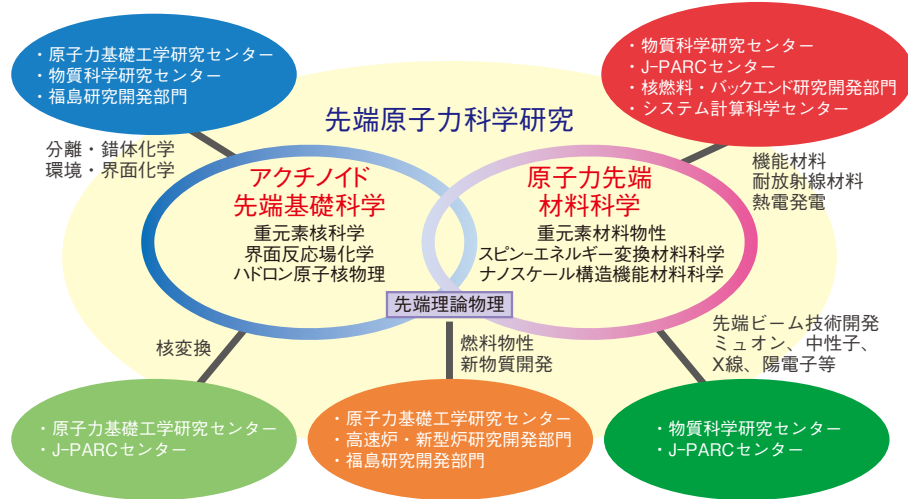 ・原子力基礎工学研究センター
・物質科学研究センター
・福島研究開発部門
・物質科学研究センター
・J-PARCセンター
・核燃料・バックエンド研究開発部門
・システム計算科学センター
先端原子力科学研究
分離・錯体化学
環境・界面化学
機能材料
耐放射線材料
熱電発電
アクチノイド
先端基礎科学
重元素核科学
界面反応場化学
ハドロン原子核物理
原子力先端
材料科学
重元素材料物性
スピン-エネルギー変換材料科学
ナノスケール構造機能材料科学
先端理論物理
核変換
燃料物性
新物質開発
先端ビーム技術開発
ミュオン、中性子、
X線、陽電子等
・原子力基礎工学研究センター
・J-PARCセンター
・原子力基礎工学研究センター
・高速炉・新型炉研究開発部門
・福島研究開発部門
・物質科学研究センター
・J-PARCセンター